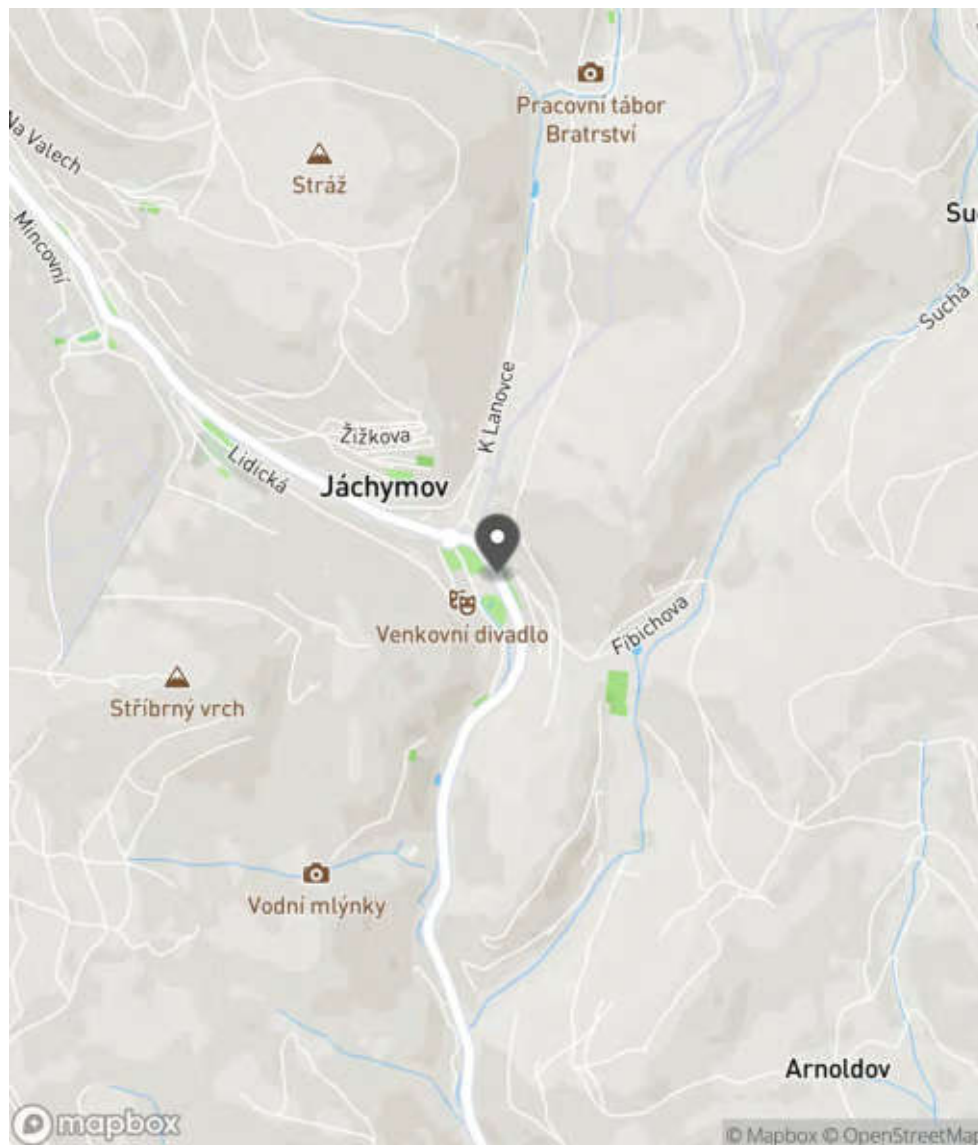 Pracovní tábor
Bratrství
Na Valech
Stráž
Mincovní
Su
Suchá
K Lanovce
Žižkova
Lidická
Jáchymov
Venkovní divadlo
Fibichova
Stříbrný vrch
Vodní mlýnky
Arnoldov
mapbox
© Mapbox © OpenStreetMap